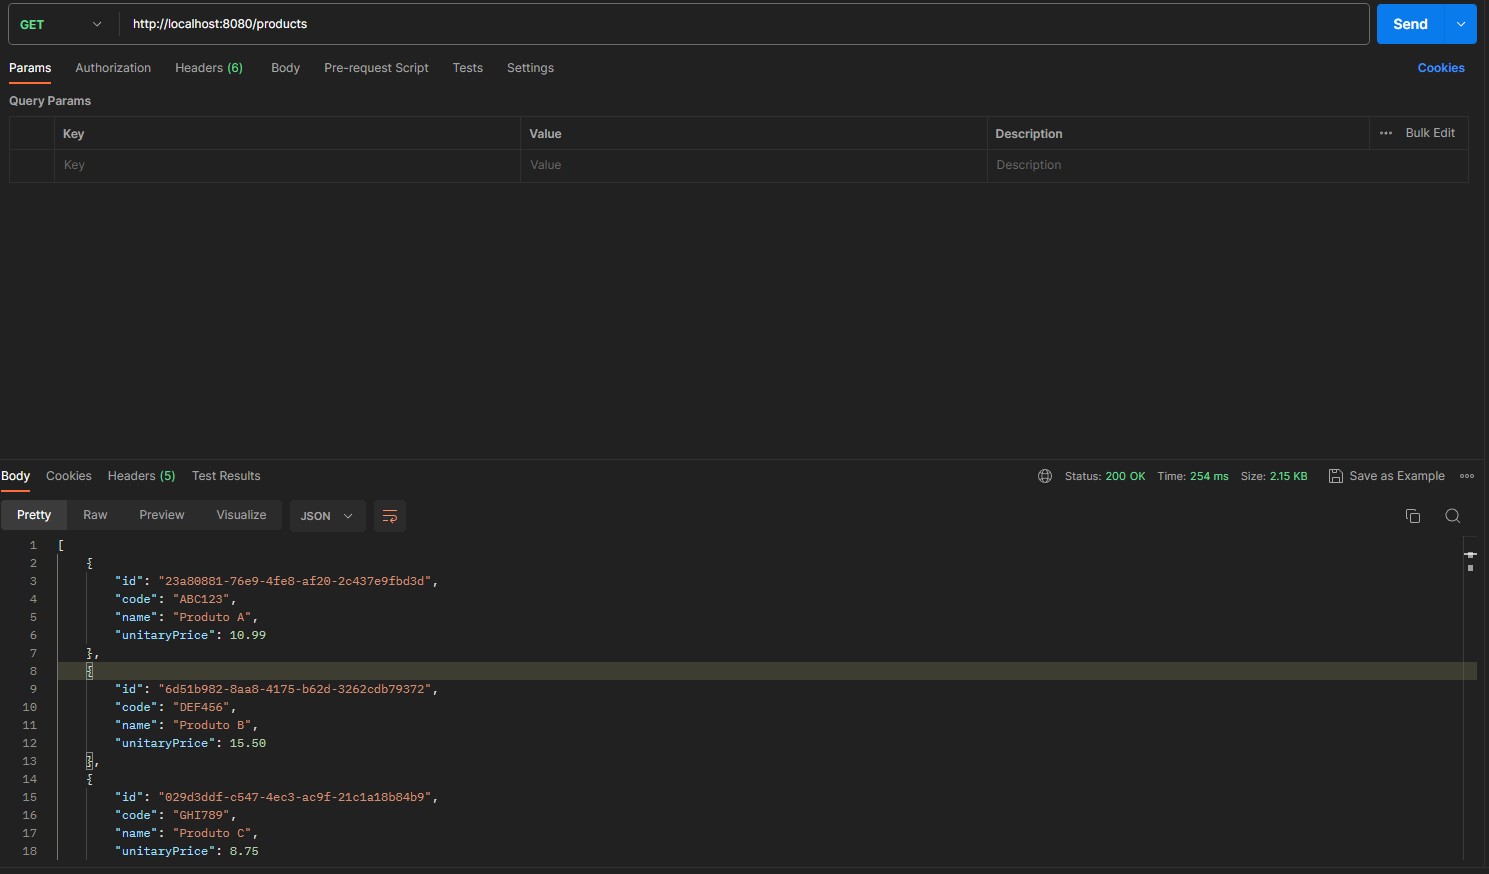 GET http://localhost:8080/products Send
Params Authorization Headers (6) Body Pre-request Script Tests Settings Cookies
Query Params
Key Value Description Bulk Edit
Key Value Description
Body Cookies Headers (5) Test Results Status: 200 OK Time: 254 ms Size: 2.15 KB Save as Example
Pretty Raw Preview Visualize JSON
1 [
2 {
3 "id": "23a80881-76e9-4fe8-af20-2c437e9fbd3d",
4 "code": "ABC123",
5 "name": "Produto A",
6 "unitaryPrice": 10.99
7 },
8 {
9 "id": "6d51b982-8aa8-4175-b62d-3262cdb79372",
10 "code": "DEF456",
11 "name": "Produto B",
12 "unitaryPrice": 15.50
13 },
14 {
15 "id": "029d3ddf-c547-4ec3-ac9f-21c1a18b84b9",
16 "code": "GHI789",
17 "name": "Produto C",
18 "unitaryPrice": 8.75